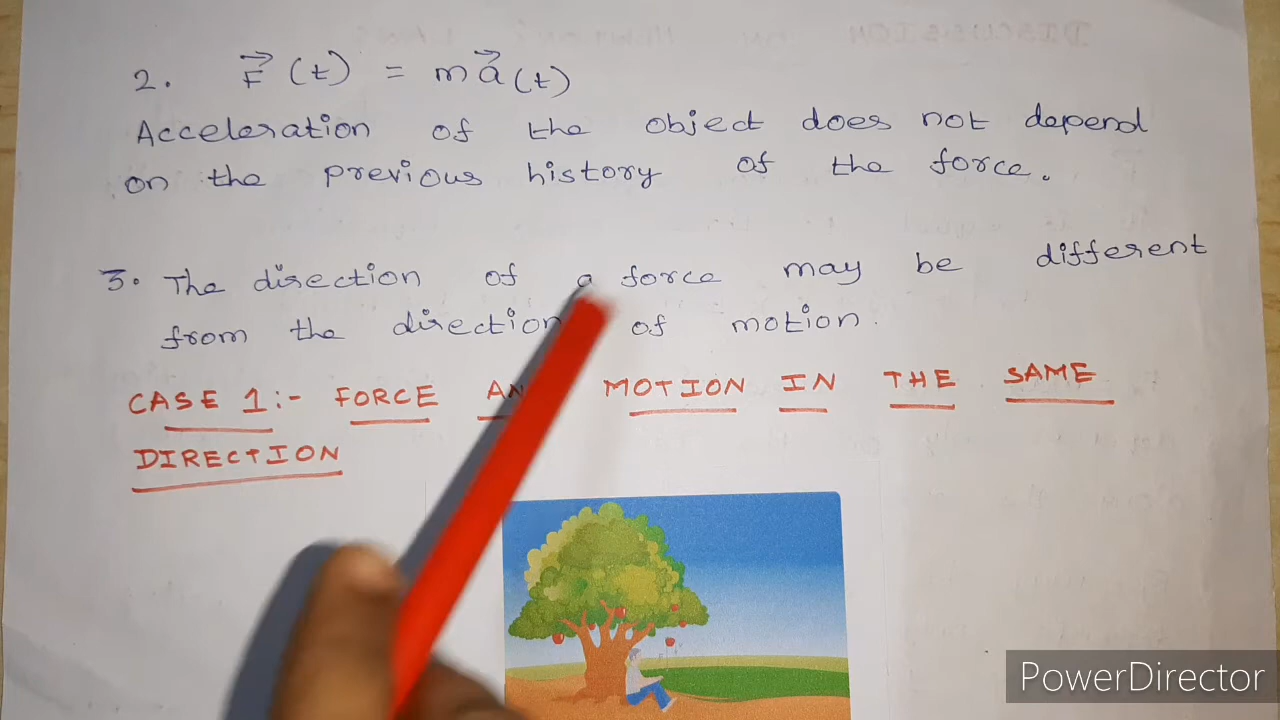 2. F⃗ (t) = m a⃗ (t)
Acceleration of the object does not depend
on the previous history of the force.
3. The direction of a force may be different
from the direction of motion.
CASE 1:- FORCE AN MOTION IN THE SAME
DIRECTION
PowerDirector